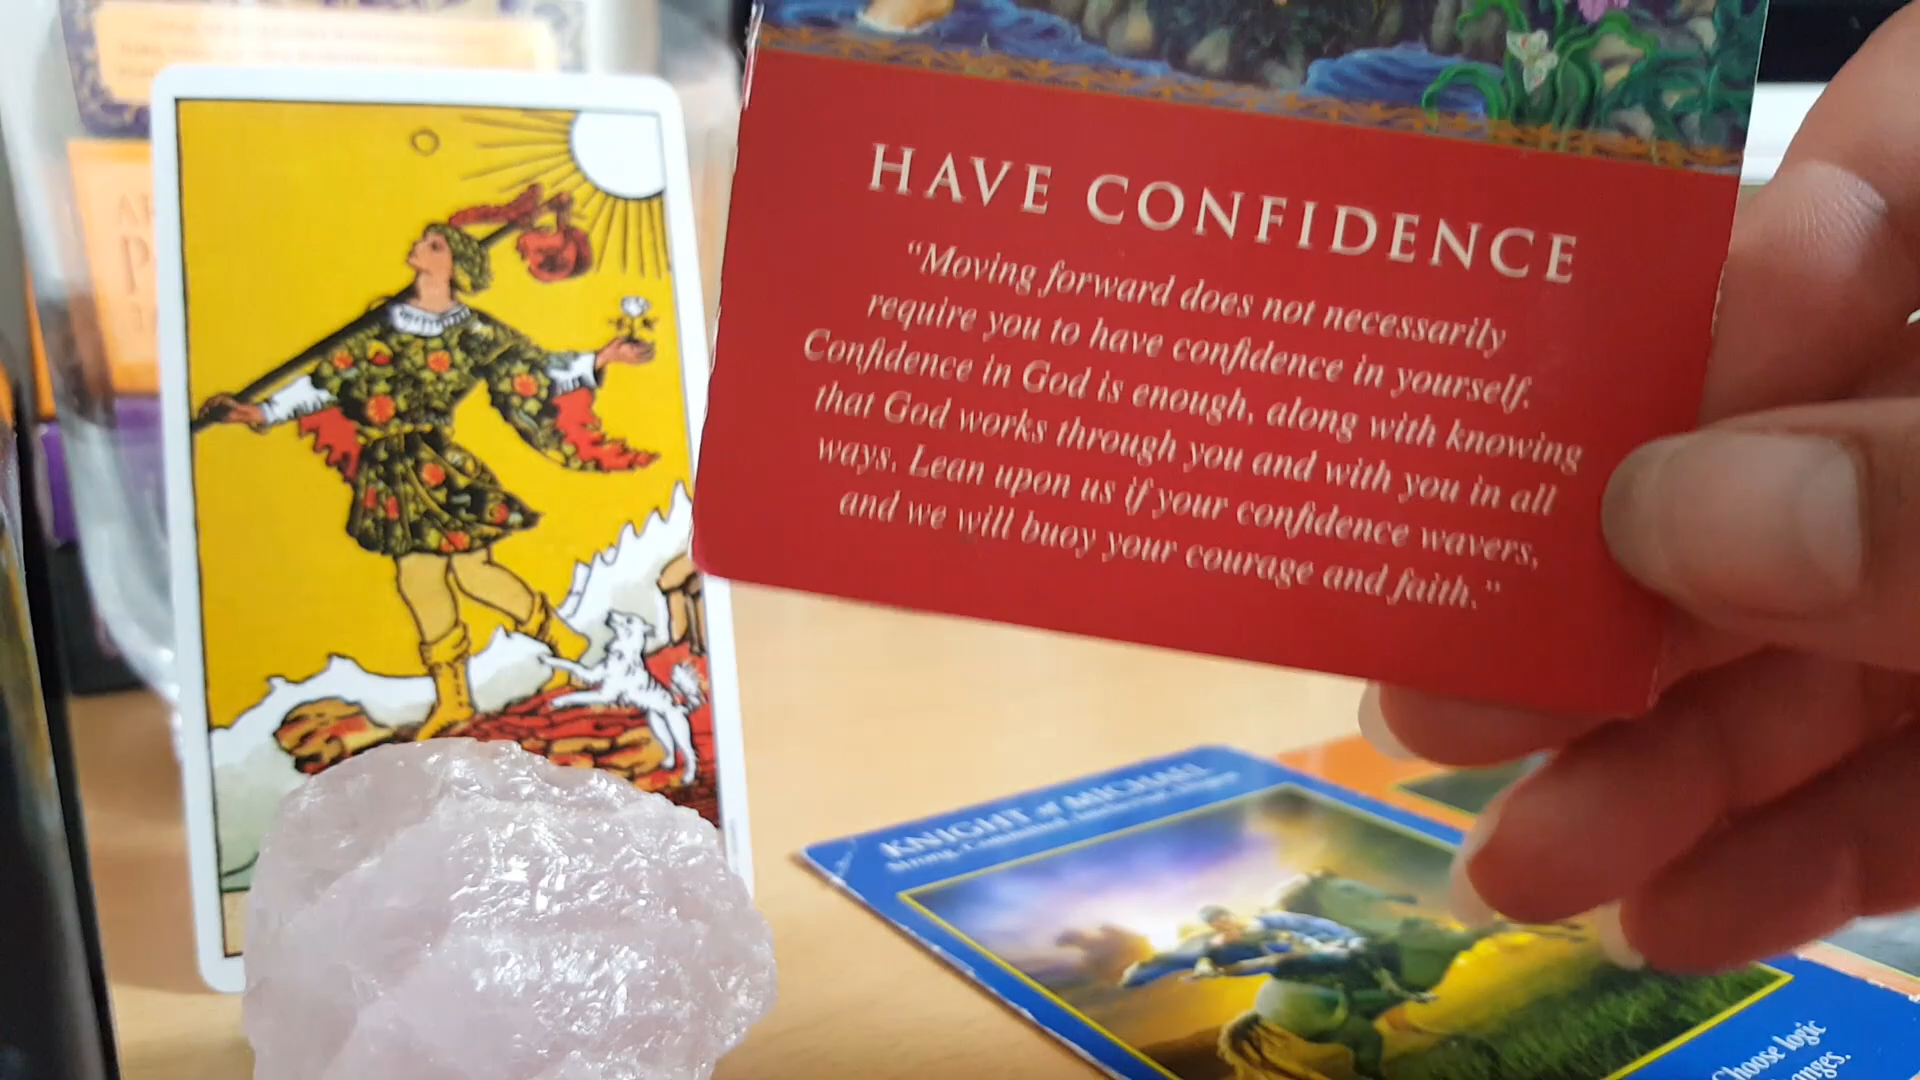 HAVE CONFIDENCE
“Moving forward does not necessarily
require you to have confidence in yourself.
Confidence in God is enough, along with knowing
that God works through you and with you in all
ways. Lean upon us if your confidence wavers,
and we will buoy your courage and faith.”
KNIGHT of MICHAEL
Choose logic